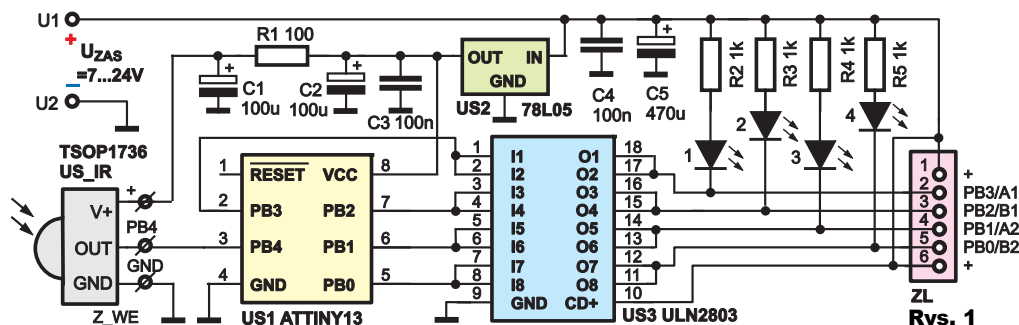 U1
+
U ZAS
=7...24V
–
U2
R1 100
+
C1
100u
+
C2
100u
C3 100n
OUT IN
GND
US2 78L05
C4
100n
+
C5
470u
R2 1k
R3 1k
R4 1k
R5 1k
1
2
3
4
TSOP1736
US_IR
V+
OUT
GND
+
PB4
GND
Z_WE
1 RESET VCC 8
2 PB3 PB2 7
3 PB4 PB1 6
4 GND PB0 5
US1 ATTINY13
1 I1 O1 18
2 I2 O2 17
3 I3 O3 16
4 I4 O4 15
5 I5 O5 14
6 I6 O6 13
7 I7 O7 12
8 I8 O8 11
9 GND CD+ 10
US3 ULN2803
1 +
2 PB3/A1
3 PB2/B1
4 PB1/A2
5 PB0/B2
6 +
ZL
Rys. 1